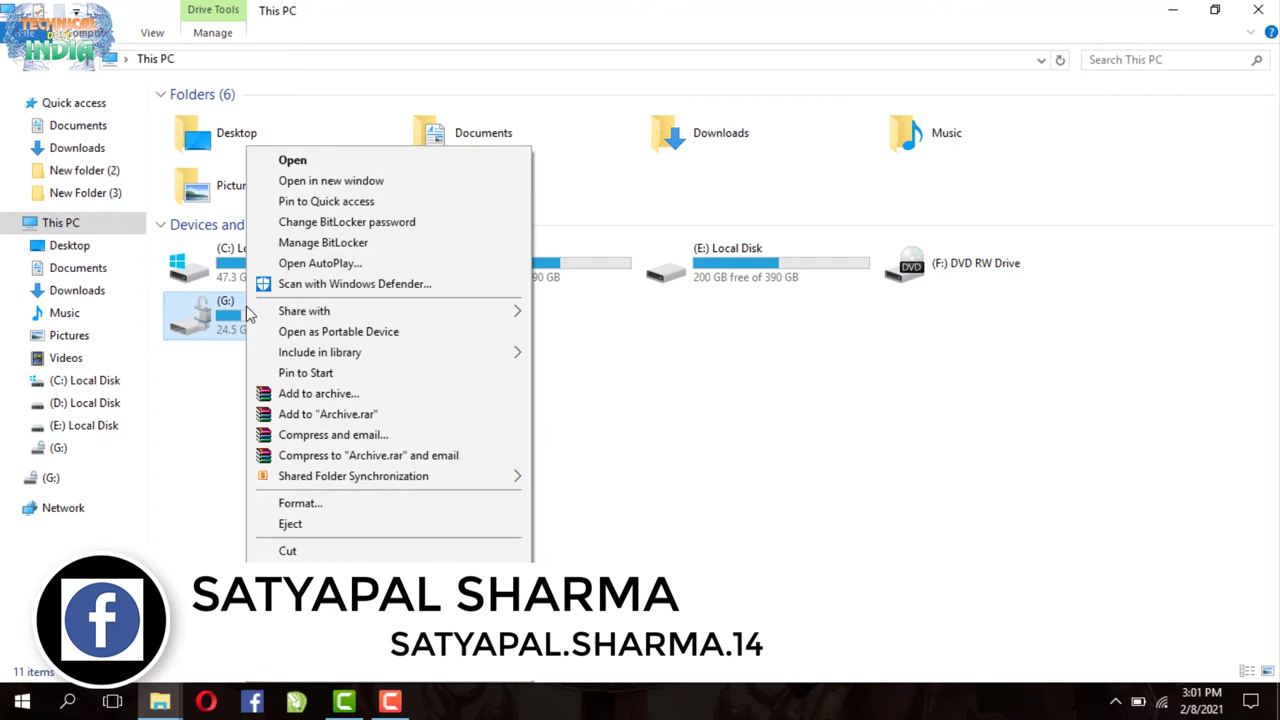 Drive Tools
This PC
TECHNICAL
DOST
INDIA
View
Manage
This PC
Search This PC
Quick access
Documents
Downloads
New folder (2)
New Folder (3)
This PC
Desktop
Documents
Downloads
Music
Pictures
Videos
(C:) Local Disk
(D:) Local Disk
(E:) Local Disk
(G:)
(G:)
Network
Folders (6)
Desktop
Documents
Downloads
Music
Pictur
Devices and
(C:) Lo
47.3 G
90 GB
(E:) Local Disk
200 GB free of 390 GB
DVD
(F:) DVD RW Drive
(G:)
24.5 G
Open
Open in new window
Pin to Quick access
Change BitLocker password
Manage BitLocker
Open AutoPlay...
Scan with Windows Defender...
Share with
Open as Portable Device
Include in library
Pin to Start
Add to archive...
Add to "Archive.rar"
Compress and email...
Compress to "Archive.rar" and email
Shared Folder Synchronization
Format...
Eject
Cut
SATYAPAL SHARMA
SATYAPAL.SHARMA.14
11 items
3:01 PM
2/8/2021